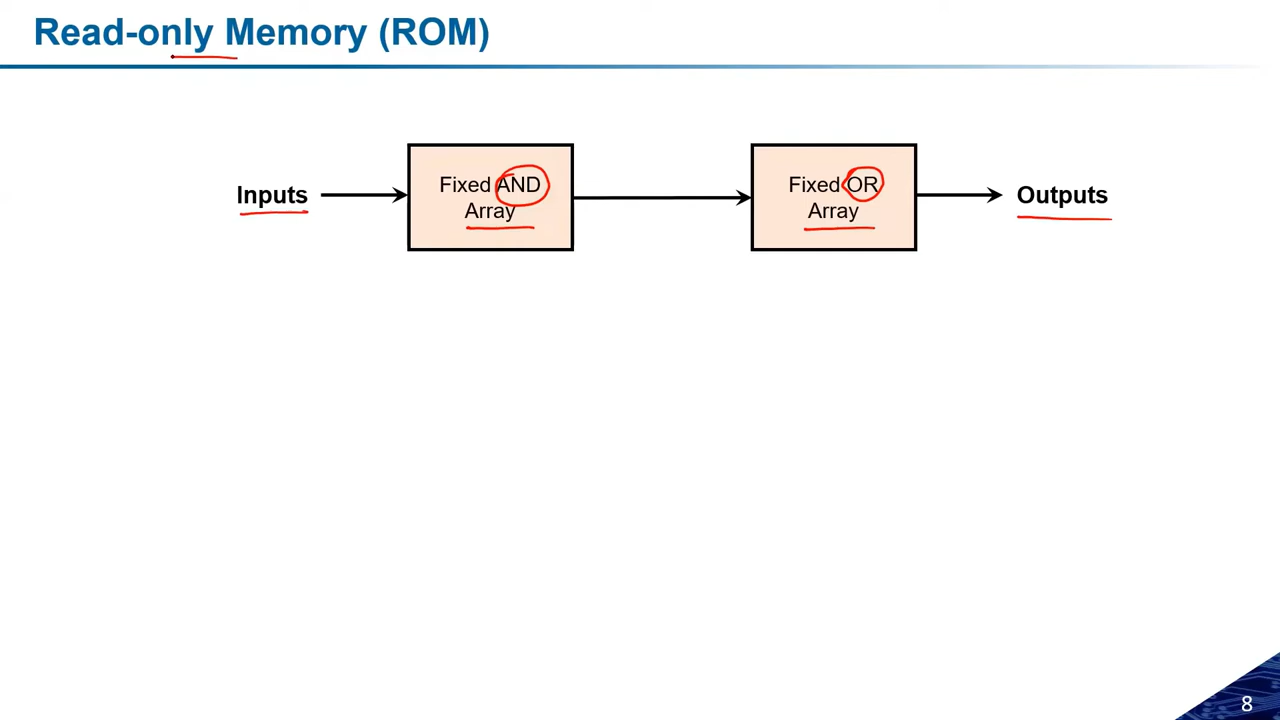 Read-only Memory (ROM)
Inputs
Fixed AND
Array
Fixed OR
Array
Outputs
8